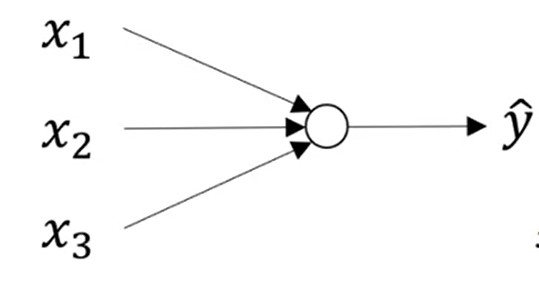 x₁
x₂
ŷ
x₃